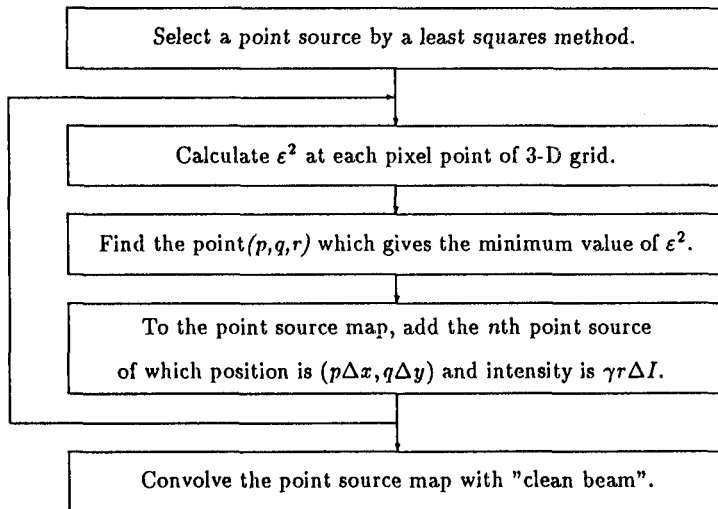 Select a point source by a least squares method.
Calculate ε² at each pixel point of 3-D grid.
Find the point(p,q,r) which gives the minimum value of ε².
To the point source map, add the nth point source
of which position is (pΔx,qΔy) and intensity is γrΔI.
Convolve the point source map with "clean beam".